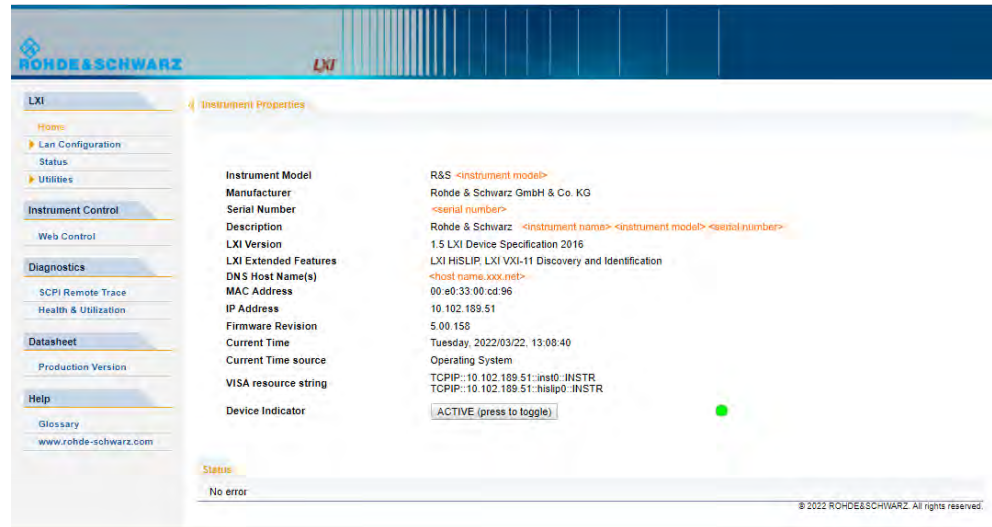 ROHDE&SCHWARZ
LXI
LXI
Home
Lan Configuration
Status
Utilities
Instrument Control
Web Control
Diagnostics
SCPI Remote Trace
Health & Utilization
Datasheet
Production Version
Help
Glossary
www.rohde-schwarz.com
Instrument Properties
Instrument Model R&S <instrument model>
Manufacturer Rohde & Schwarz GmbH & Co. KG
Serial Number <serial number>
Description Rohde & Schwarz <instrument name> <instrument model> <serial number>
LXI Version 1.5 LXI Device Specification 2016
LXI Extended Features LXI HiSLIP, LXI VXI-11 Discovery and Identification
DNS Host Name(s) <host name.xxx.net>
MAC Address 00:e0:33:00:cd:96
IP Address 10.102.189.51
Firmware Revision 5.00.158
Current Time Tuesday, 2022/03/22, 13:08:40
Current Time source Operating System
VISA resource string TCPIP::10.102.189.51::inst0::INSTR
TCPIP::10.102.189.51::hislip0::INSTR
Device Indicator ACTIVE (press to toggle)
Status
No error
© 2022 ROHDE&SCHWARZ. All rights reserved.